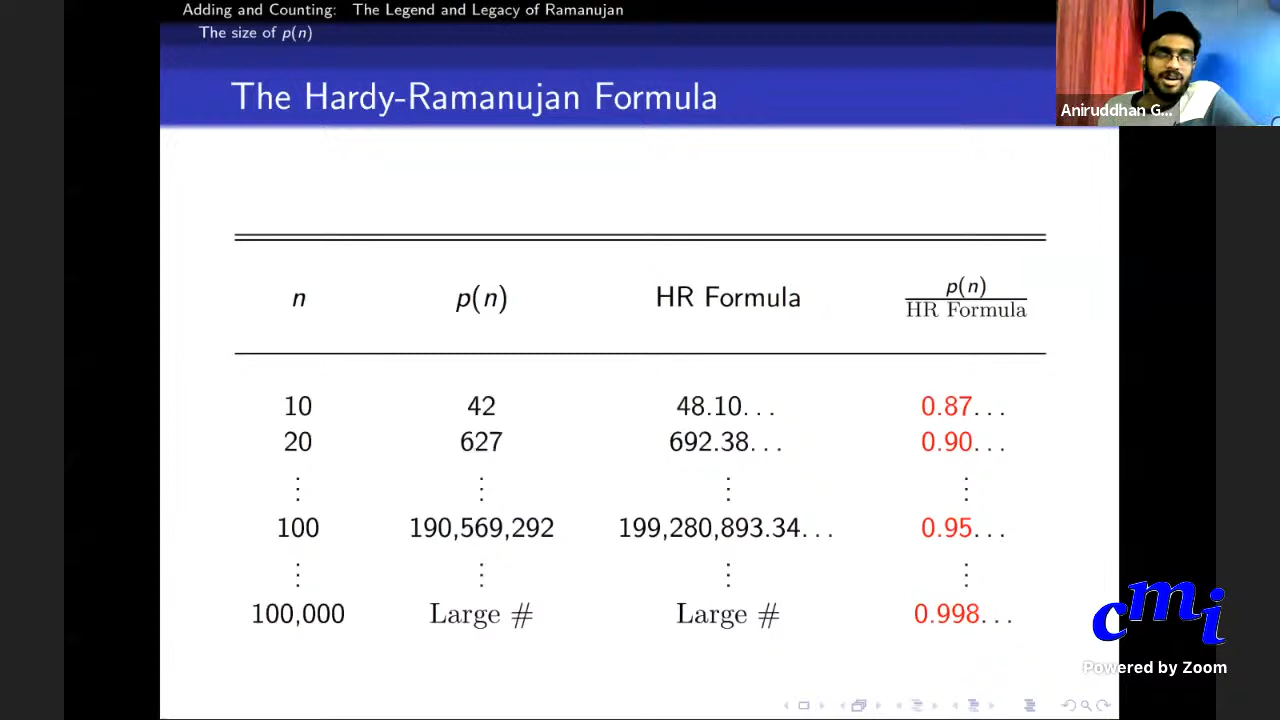 Adding and Counting: The Legend and Legacy of Ramanujan
The size of p(n)
The Hardy-Ramanujan Formula
Aniruddhan G...
n p(n) HR Formula p(n)/HR Formula
10 42 48.10... 0.87...
20 627 692.38... 0.90...
⋮ ⋮ ⋮ ⋮
100 190,569,292 199,280,893.34... 0.95...
⋮ ⋮ ⋮ ⋮
100,000 Large # Large # 0.998...
cmi
Powered by Zoom